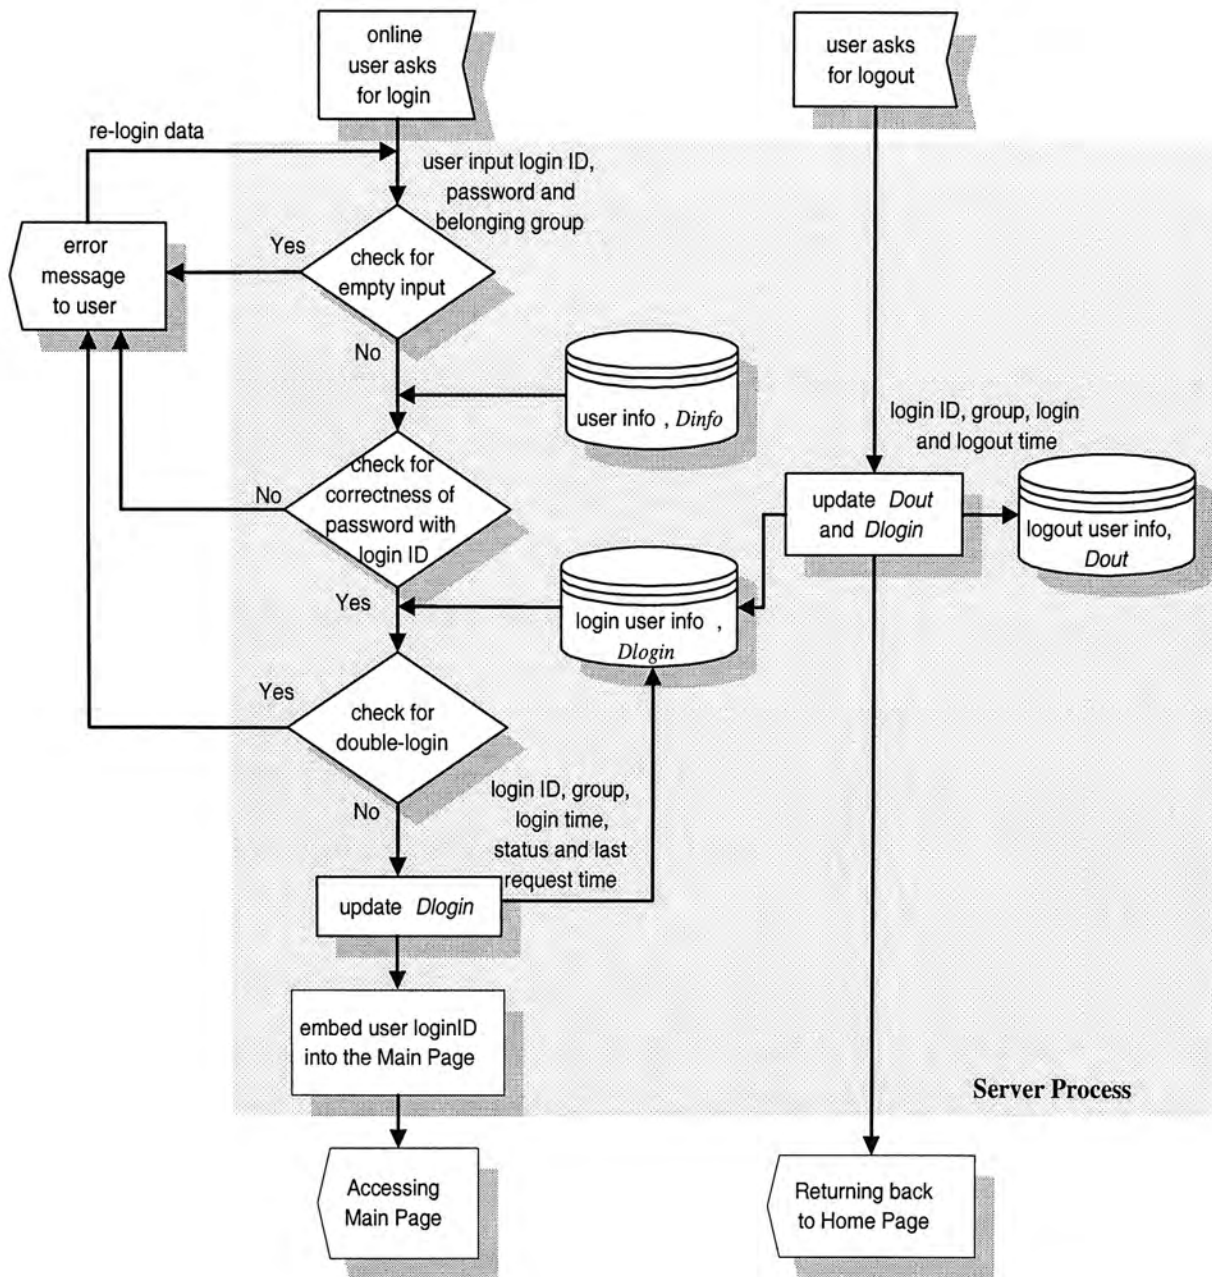 online
user asks
for login
user asks
for logout
re-login data
user input login ID,
password and
belonging group
Yes
error
message
to user
check for
empty input
No
user info , Dinfo
login ID, group, login
and logout time
check for
correctness of
password with
login ID
No
update Dout
and Dlogin
logout user info,
Dout
Yes
login user info ,
Dlogin
Yes
check for
double-login
No
login ID, group,
login time,
status and last
request time
update Dlogin
embed user loginID
into the Main Page
Server Process
Accessing
Main Page
Returning back
to Home Page